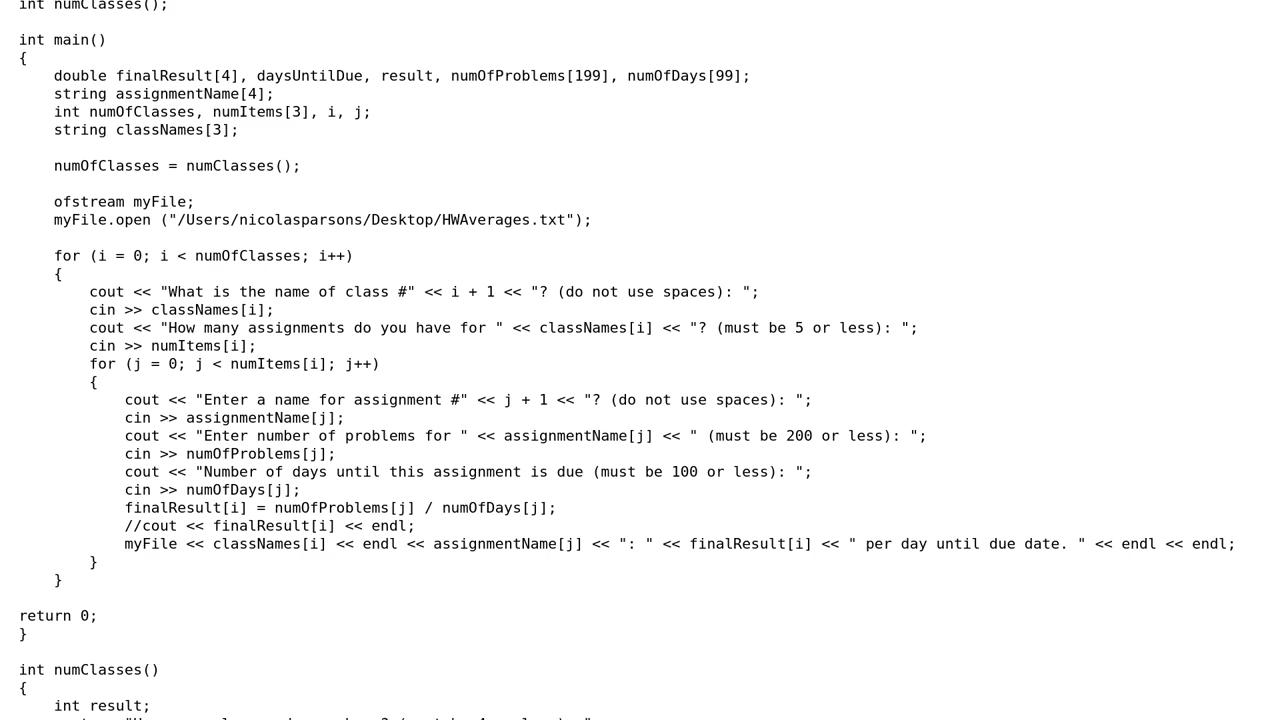 int numClasses();
int main()
{
    double finalResult[4], daysUntilDue, result, numOfProblems[199], numOfDays[99];
    string assignmentName[4];
    int numOfClasses, numItems[3], i, j;
    string classNames[3];
    numOfClasses = numClasses();
    ofstream myFile;
    myFile.open ("/Users/nicolasparsons/Desktop/HWAverages.txt");
    for (i = 0; i < numOfClasses; i++)
    {
        cout << "What is the name of class #" << i + 1 << "? (do not use spaces): ";
        cin >> classNames[i];
        cout << "How many assignments do you have for " << classNames[i] << "? (must be 5 or less): ";
        cin >> numItems[i];
        for (j = 0; j < numItems[i]; j++)
        {
            cout << "Enter a name for assignment #" << j + 1 << "? (do not use spaces): ";
            cin >> assignmentName[j];
            cout << "Enter number of problems for " << assignmentName[j] << " (must be 200 or less): ";
            cin >> numOfProblems[j];
            cout << "Number of days until this assignment is due (must be 100 or less): ";
            cin >> numOfDays[j];
            finalResult[i] = numOfProblems[j] / numOfDays[j];
            //cout << finalResult[i] << endl;
            myFile << classNames[i] << endl << assignmentName[j] << ": " << finalResult[i] << " per day until due date. " << endl << endl;
        }
    }
return 0;
}
int numClasses()
{
    int result;